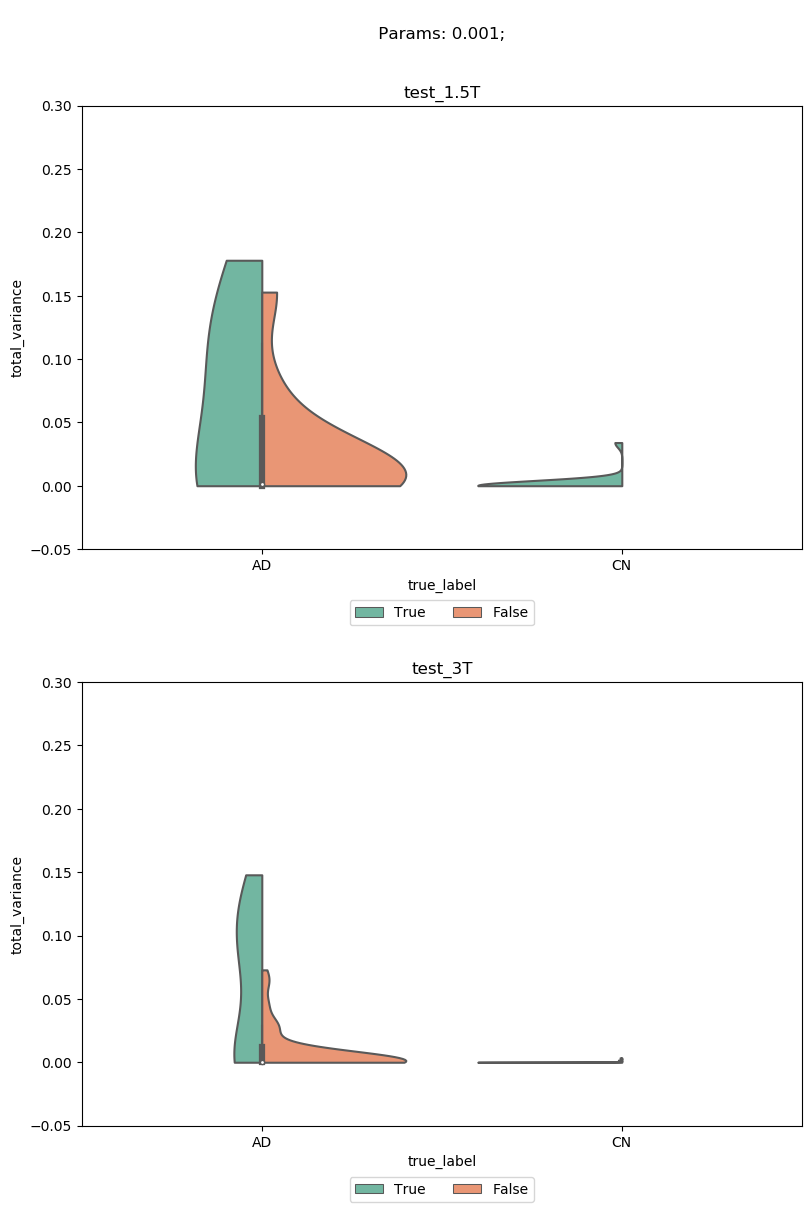 Params: 0.001;
test_1.5T
0.30
0.25
0.20
0.15
0.10
0.05
0.00
−0.05
total_variance
AD CN
true_label
True False
test_3T
0.30
0.25
0.20
0.15
0.10
0.05
0.00
−0.05
total_variance
AD CN
true_label
True False